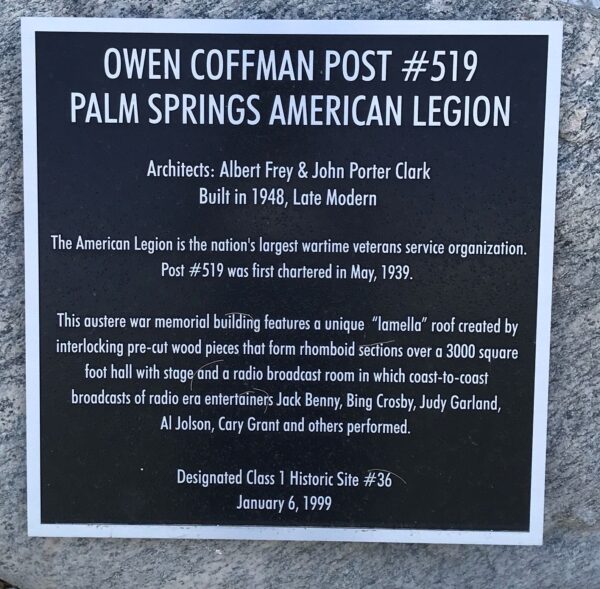 OWEN COFFMAN POST #519
PALM SPRINGS AMERICAN LEGION
Architects: Albert Frey & John Porter Clark
Built in 1948, Late Modern
The American Legion is the nation's largest wartime veterans service organization.
Post #519 was first chartered in May, 1939.
This austere war memorial building features a unique "lamella" roof created by
interlocking pre-cut wood pieces that form rhomboid sections over a 3000 square
foot hall with stage and a radio broadcast room in which coast-to-coast
broadcasts of radio era entertainers Jack Benny, Bing Crosby, Judy Garland,
Al Jolson, Cary Grant and others performed.
Designated Class 1 Historic Site #36
January 6, 1999